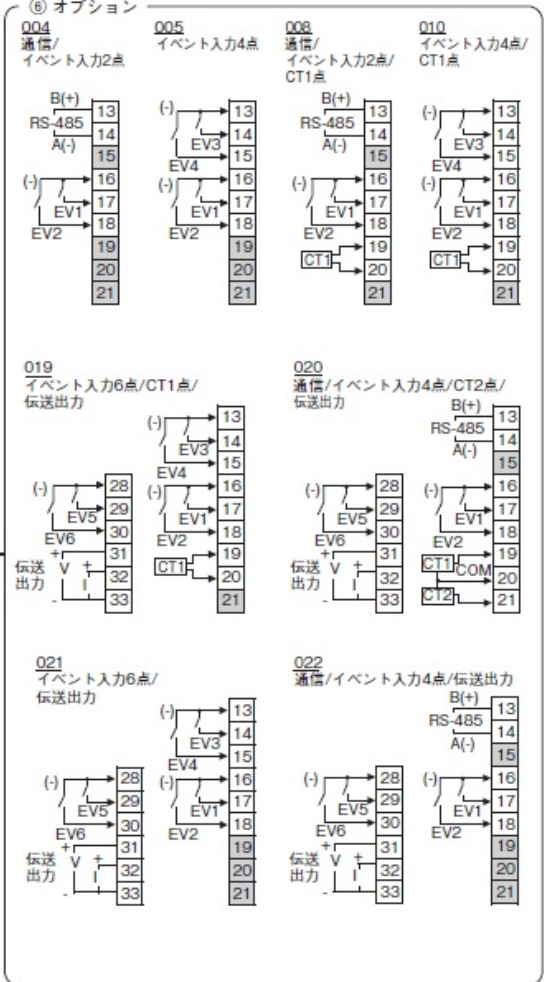 ⑥ オプション
004
通信/
イベント入力2点
B(+)
RS-485
A(-)
13
14
15
16
17
18
19
20
21
(-)
EV1
EV2
005
イベント入力4点
(-)
EV3
EV4
(-)
EV1
EV2
13
14
15
16
17
18
19
20
21
008
通信/
イベント入力2点/
CT1点
B(+)
RS-485
A(-)
(-)
EV1
EV2
CT1
13
14
15
16
17
18
19
20
21
010
イベント入力4点/
CT1点
(-)
EV3
EV4
(-)
EV1
EV2
CT1
13
14
15
16
17
18
19
20
21
019
イベント入力6点/CT1点/
伝送出力
(-)
EV5
EV6
伝送
出力
+
V
+
I
-
28
29
30
31
32
33
(-)
EV3
EV4
(-)
EV1
EV2
CT1
13
14
15
16
17
18
19
20
21
020
通信/イベント入力4点/CT2点/
伝送出力
(-)
EV5
EV6
伝送
出力
+
V
+
I
-
28
29
30
31
32
33
B(+)
RS-485
A(-)
(-)
EV1
EV2
CT1
COM
CT2
13
14
15
16
17
18
19
20
21
021
イベント入力6点/
伝送出力
(-)
EV5
EV6
伝送
出力
+
V
+
I
-
28
29
30
31
32
33
(-)
EV3
EV4
(-)
EV1
EV2
13
14
15
16
17
18
19
20
21
022
通信/イベント入力4点/伝送出力
(-)
EV5
EV6
伝送
出力
+
V
+
I
-
28
29
30
31
32
33
B(+)
RS-485
A(-)
(-)
EV1
EV2
13
14
15
16
17
18
19
20
21